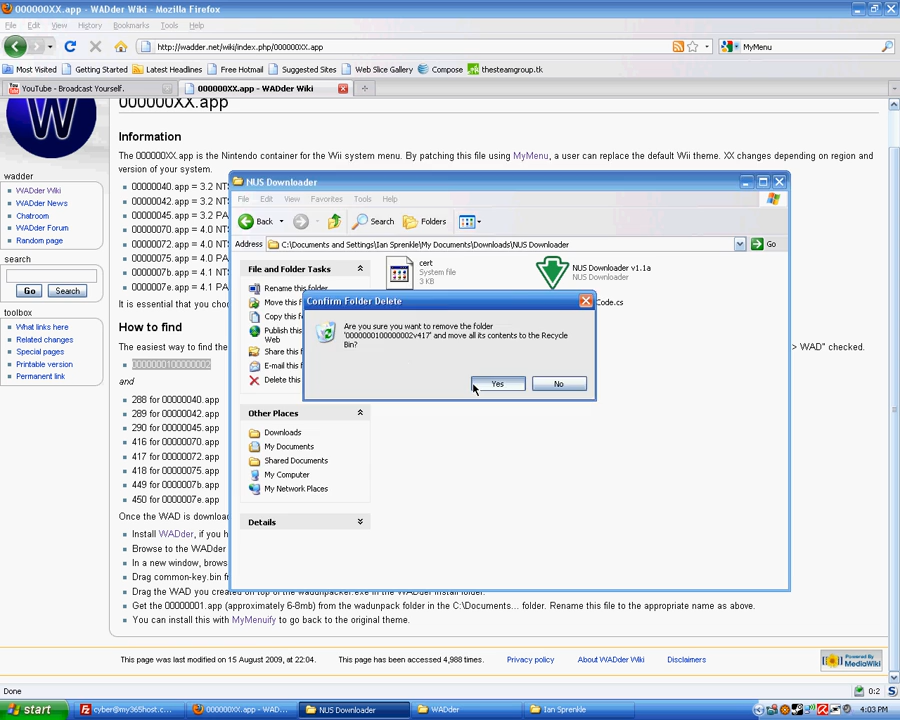 000000XX.app - WADder Wiki - Mozilla Firefox
File Edit View History Bookmarks Tools Help
http://wadder.net/wiki/index.php/000000XX.app
MyMenu
Most Visited Getting Started Latest Headlines Free Hotmail Suggested Sites Web Slice Gallery Compose thesteamgroup.tk
YouTube - Broadcast Yourself.
000000XX.app - WADder Wiki
000000XX.app
W
Information
The 000000XX.app is the Nintendo container for the Wii system menu. By patching this file using MyMenu, a user can replace the default Wii theme. XX changes depending on region and
version of your system.
00000040.app = 3.2 NTS
00000042.app = 3.2 PA
00000045.app = 3.2 PA
00000070.app = 4.0 NT
00000072.app = 4.0 NT
00000075.app = 4.0 PA
0000007b.app = 4.1 NT
0000007e.app = 4.1 PA
It is essential that you cho
How to find
The easiest way to find the
> WAD" checked.
0000000100000002
and
288 for 00000040.app
289 for 00000042.app
290 for 00000045.app
416 for 00000070.app
417 for 00000072.app
418 for 00000075.app
449 for 0000007b.app
450 for 0000007e.app
Once the WAD is downloa
Install WADder, if you h
Browse to the WADder
In a new window, brows
Drag common-key.bin fr
Drag the WAD you created on top of the wadunpacker.exe in the WADder install folder.
Get the 00000001.app (approximately 6-8mb) from the wadunpack folder in the C:\Documents... folder. Rename this file to the appropriate name as above.
You can install this with MyMenuify to go back to the original theme.
wadder
WADder Wiki
WADder News
Chatroom
WADder Forum
Random page
search
Go Search
toolbox
What links here
Related changes
Special pages
Printable version
Permanent link
This page was last modified on 15 August 2009, at 22:04. This page has been accessed 4,988 times. Privacy policy About WADder Wiki Disclaimers
Powered By
MediaWiki
NUS Downloader
File Edit View Favorites Tools Help
Back Search Folders
Address C:\Documents and Settings\Ian Sprenkle\My Documents\Downloads\NUS Downloader Go
File and Folder Tasks
Rename this folder
Move this f
Copy this f
Publish this
Web
Share this f
E-mail this f
Delete this
Other Places
Downloads
My Documents
Shared Documents
My Computer
My Network Places
Details
cert
System file
3 KB
NUS Downloader v1.1a
NUS Downloader
Code.cs
Confirm Folder Delete
Are you sure you want to remove the folder
'0000000100000002v417' and move all its contents to the Recycle
Bin?
Yes No
Done
0:2
start
cyber@my365host.c...
000000XX.app - WAD...
NUS Downloader
WADder
Ian Sprenkle
4:03 PM